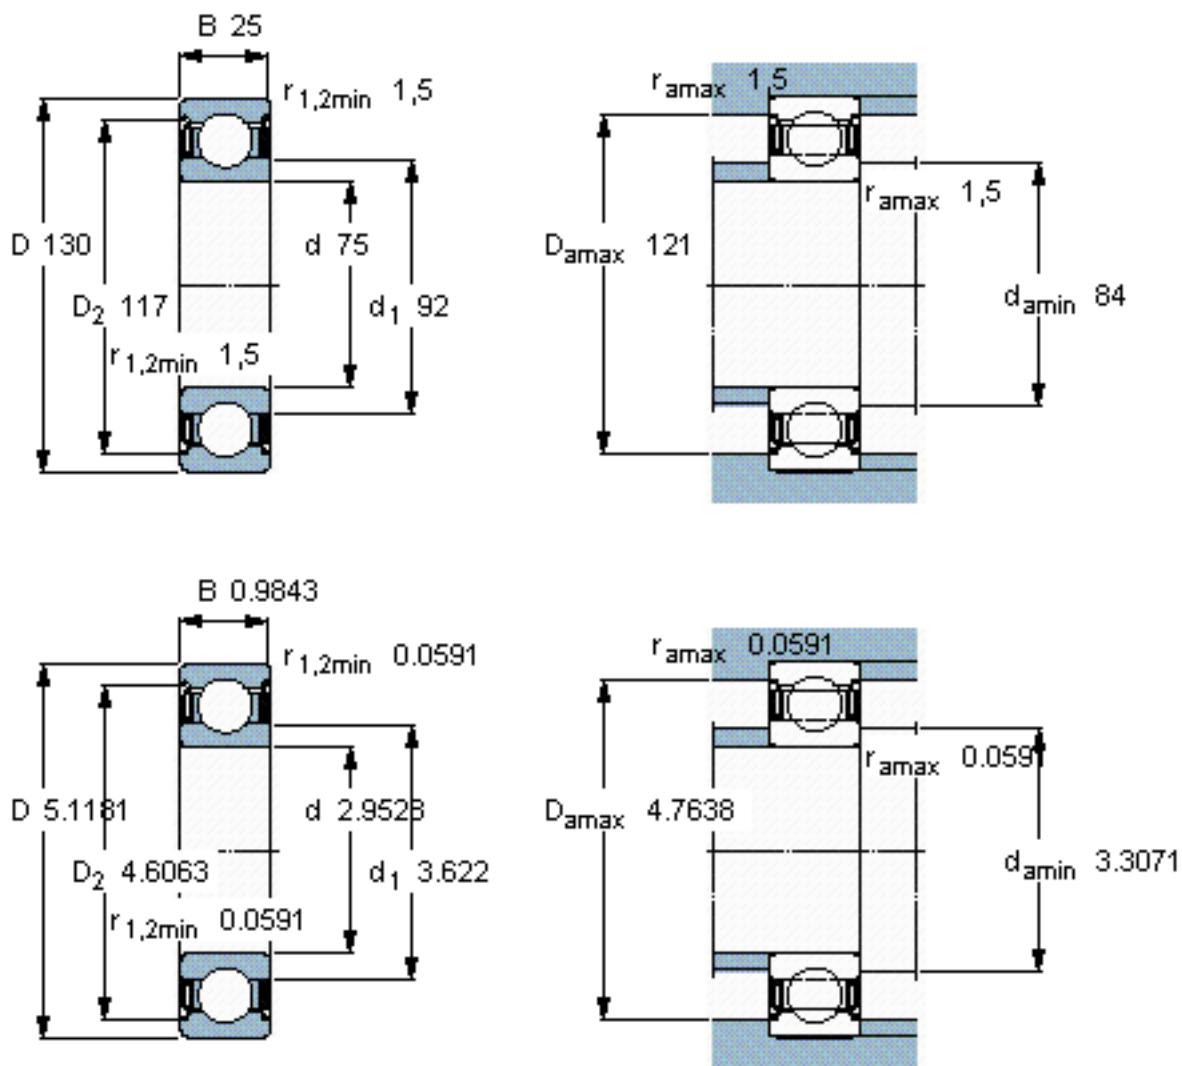 B 25
r1,2min 1,5
D 130
D2 117
d 75
d1 92
r1,2min 1,5
ramax 1,5
ramax 1,5
Damax 121
damin 84
B 0.9843
r1,2min 0.0591
D 5.1181
D2 4.6063
d 2.9528
d1 3.622
r1,2min 0.0591
ramax 0.0591
ramax 0.0591
Damax 4.7638
damin 3.3071